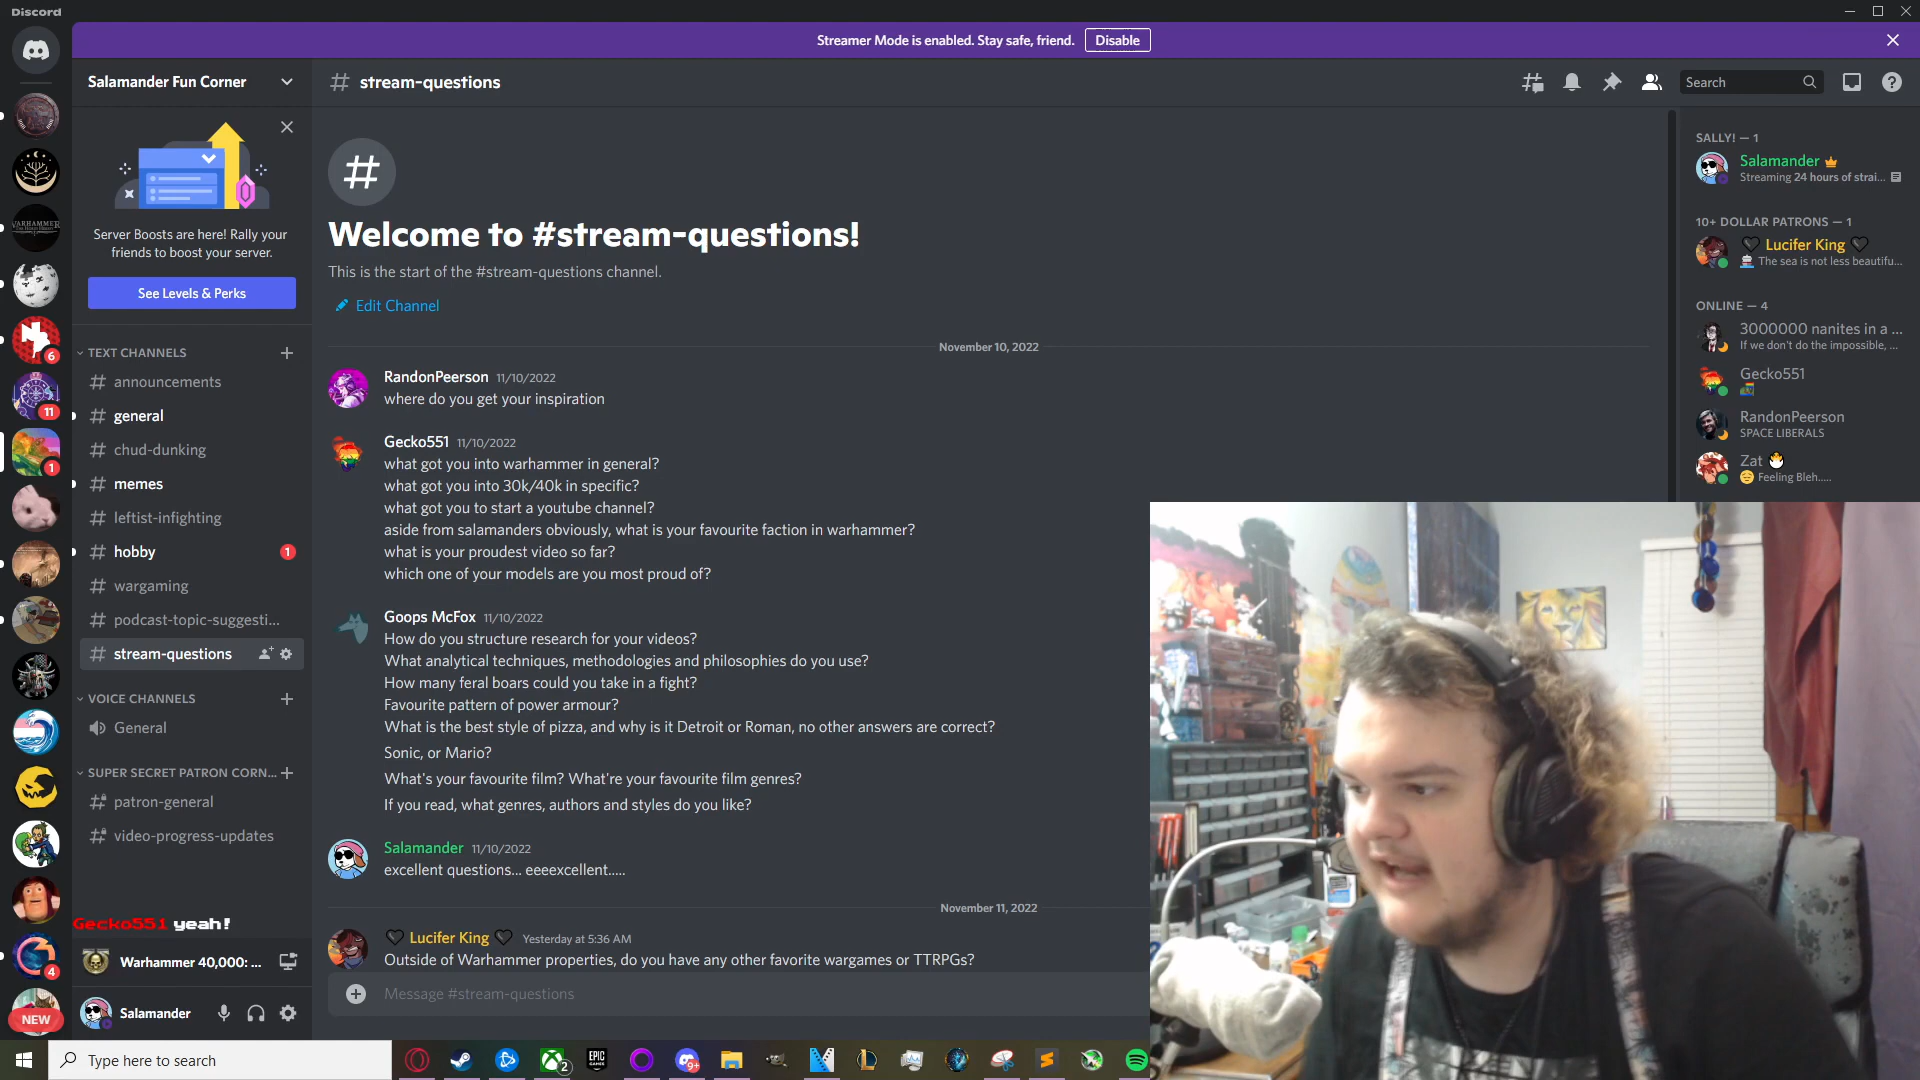 Discord
Streamer Mode is enabled. Stay safe, friend.
Disable
Salamander Fun Corner
Server Boosts are here! Rally your
friends to boost your server.
See Levels & Perks
TEXT CHANNELS
announcements
general
chud-dunking
memes
leftist-infighting
hobby
1
wargaming
podcast-topic-suggesti...
stream-questions
VOICE CHANNELS
General
SUPER SECRET PATRON CORN...
patron-general
video-progress-updates
Gecko551 yeah!
Warhammer 40,000: ...
Salamander
WARHAMMER
6
11
1
4
NEW
# stream-questions
Search
Welcome to #stream-questions!
This is the start of the #stream-questions channel.
Edit Channel
November 10, 2022
RandonPeerson 11/10/2022
where do you get your inspiration
Gecko551 11/10/2022
what got you into warhammer in general?
what got you into 30k/40k in specific?
what got you to start a youtube channel?
aside from salamanders obviously, what is your favourite faction in warhammer?
what is your proudest video so far?
which one of your models are you most proud of?
Goops McFox 11/10/2022
How do you structure research for your videos?
What analytical techniques, methodologies and philosophies do you use?
How many feral boars could you take in a fight?
Favourite pattern of power armour?
What is the best style of pizza, and why is it Detroit or Roman, no other answers are correct?
Sonic, or Mario?
What's your favourite film? What're your favourite film genres?
If you read, what genres, authors and styles do you like?
Salamander 11/10/2022
excellent questions... eeeexcellent.....
November 11, 2022
Lucifer King Yesterday at 5:36 AM
Outside of Warhammer properties, do you have any other favorite wargames or TTRPGs?
Message #stream-questions
SALLY! — 1
Salamander
Streaming 24 hours of strai...
10+ DOLLAR PATRONS — 1
Lucifer King
The sea is not less beautifu...
ONLINE — 4
3000000 nanites in a ...
If we don't do the impossible, ...
Gecko551
RandonPeerson
SPACE LIBERALS
Zat
Feeling Bleh.....
Type here to search
2
EPIC
GAMES
9+